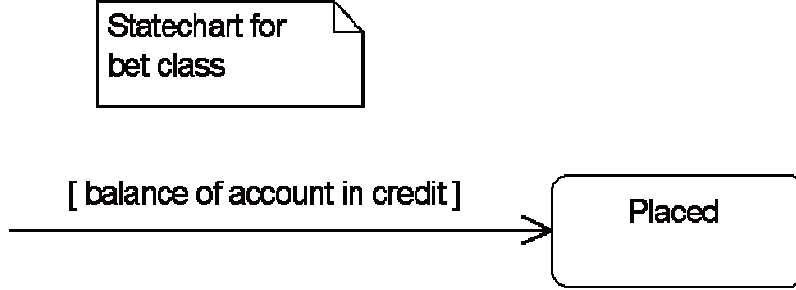 Statechart for
bet class
[ balance of account in credit ]
Placed